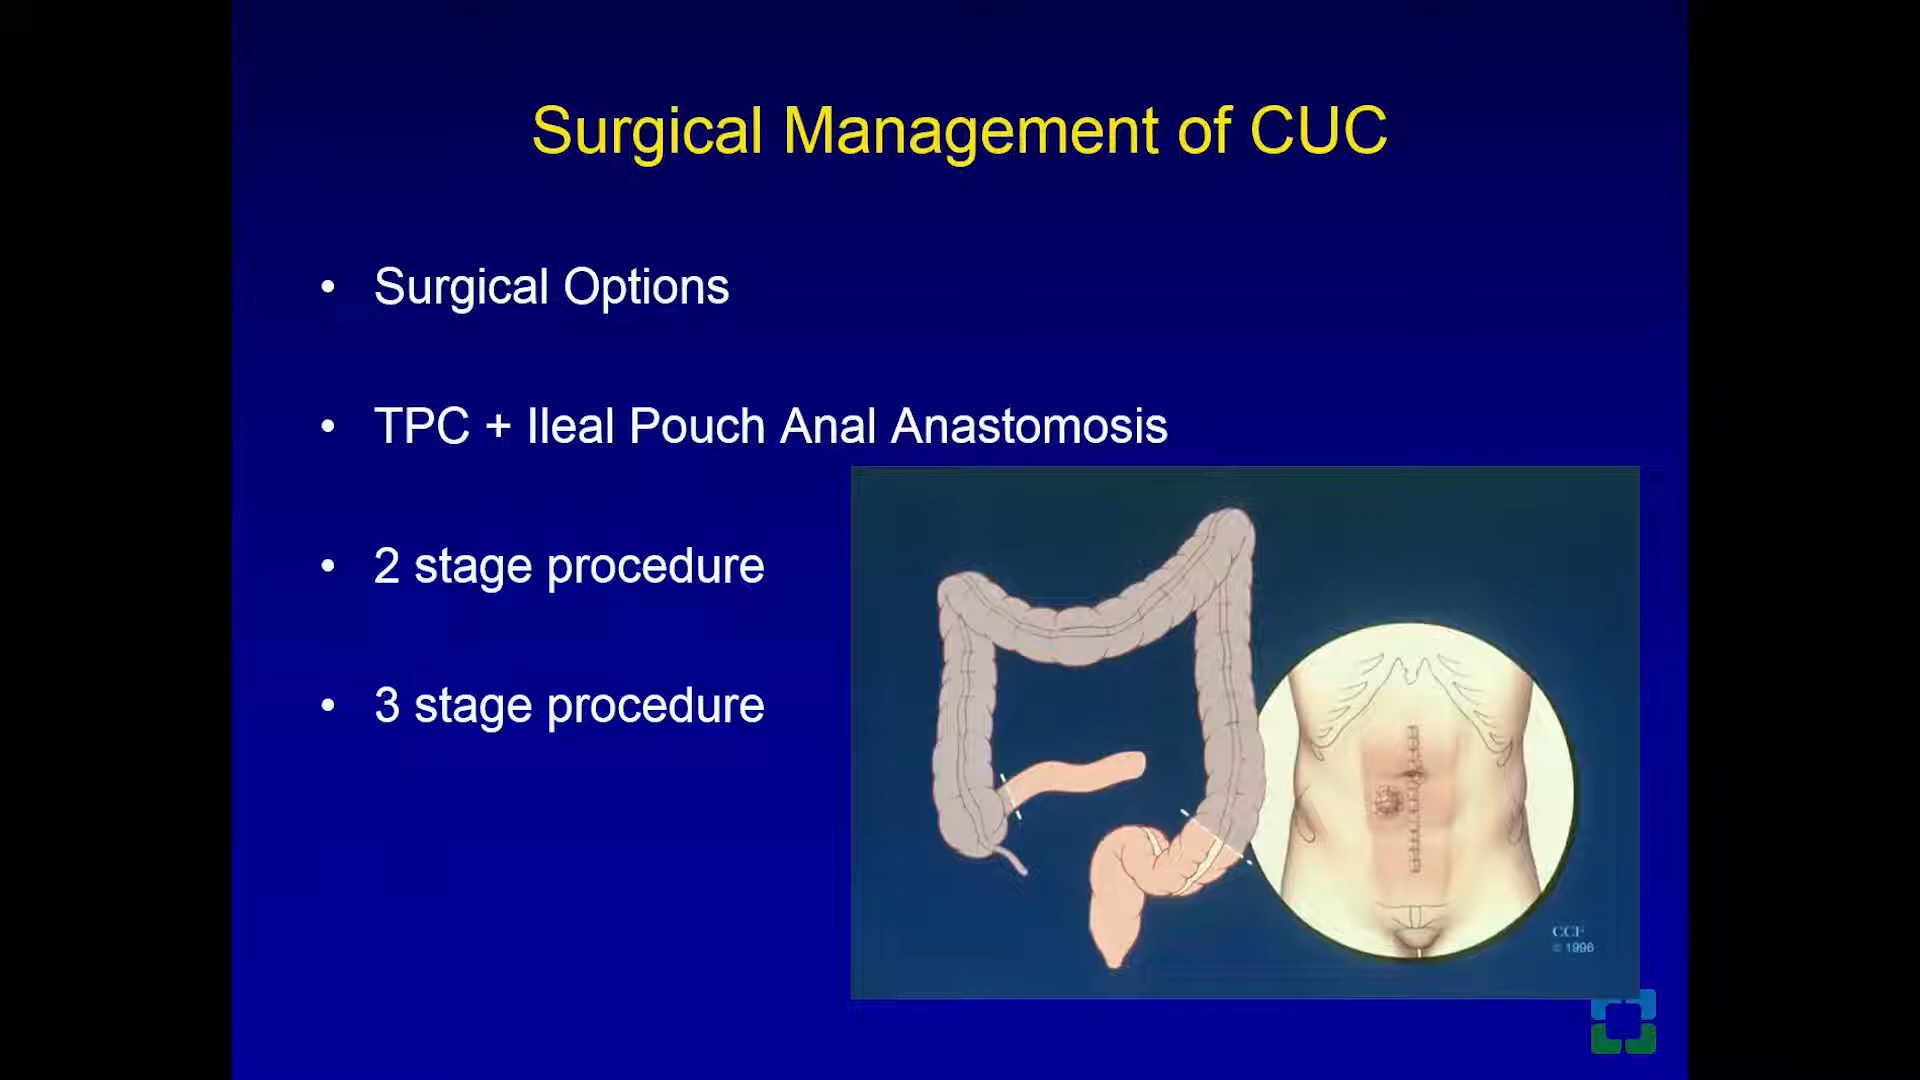 Surgical Management of CUC
• Surgical Options
• TPC + Ileal Pouch Anal Anastomosis
• 2 stage procedure
• 3 stage procedure
CCF
© 1996